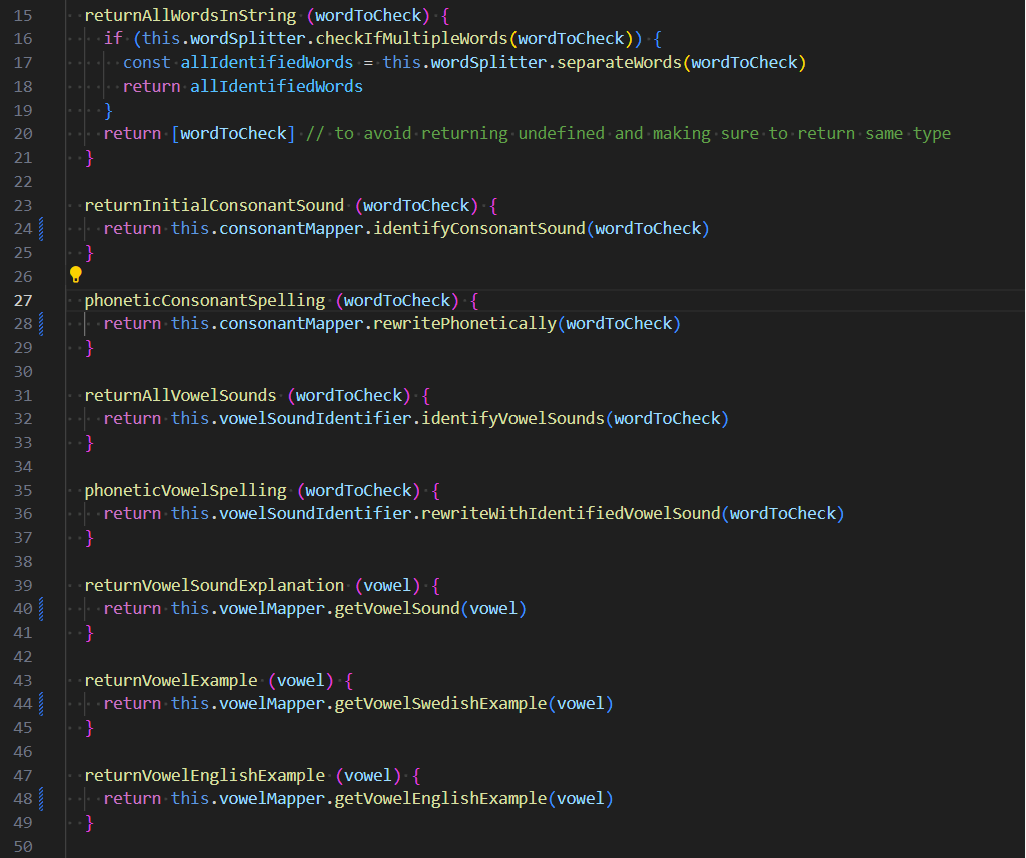 15 returnAllWordsInString (wordToCheck) {
16 if (this.wordSplitter.checkIfMultipleWords(wordToCheck)) {
17 const allIdentifiedWords = this.wordSplitter.separateWords(wordToCheck)
18 return allIdentifiedWords
19 }
20 return [wordToCheck] // to avoid returning undefined and making sure to return same type
21 }
22
23 returnInitialConsonantSound (wordToCheck) {
24 return this.consonantMapper.identifyConsonantSound(wordToCheck)
25 }
26
27 phoneticConsonantSpelling (wordToCheck) {
28 return this.consonantMapper.rewritePhonetically(wordToCheck)
29 }
30
31 returnAllVowelSounds (wordToCheck) {
32 return this.vowelSoundIdentifier.identifyVowelSounds(wordToCheck)
33 }
34
35 phoneticVowelSpelling (wordToCheck) {
36 return this.vowelSoundIdentifier.rewriteWithIdentifiedVowelSound(wordToCheck)
37 }
38
39 returnVowelSoundExplanation (vowel) {
40 return this.vowelMapper.getVowelSound(vowel)
41 }
42
43 returnVowelExample (vowel) {
44 return this.vowelMapper.getVowelSwedishExample(vowel)
45 }
46
47 returnVowelEnglishExample (vowel) {
48 return this.vowelMapper.getVowelEnglishExample(vowel)
49 }
50